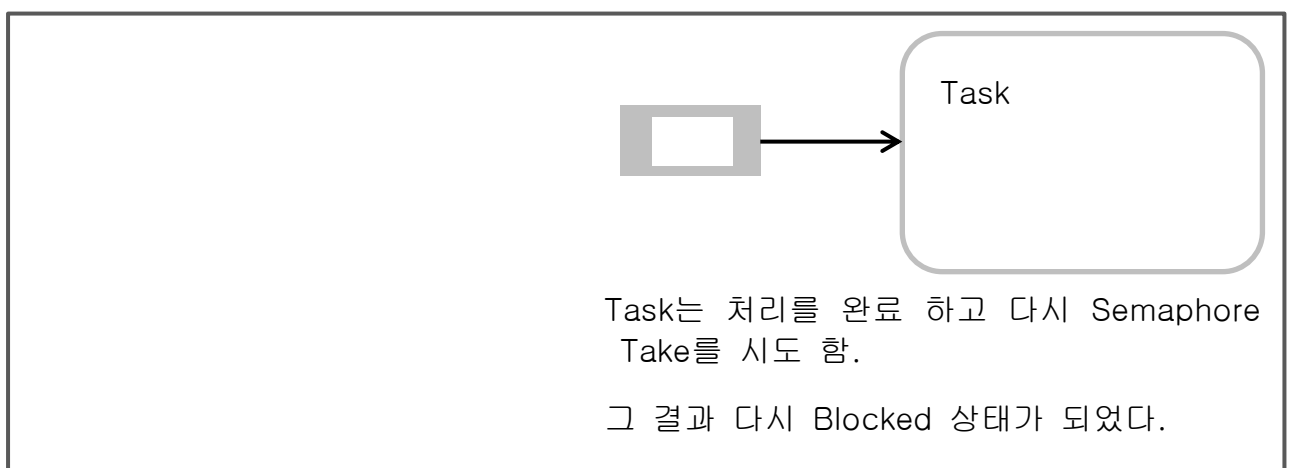 Task
Task는 처리를 완료 하고 다시 Semaphore
Take를 시도 함.
그 결과 다시 Blocked 상태가 되었다.